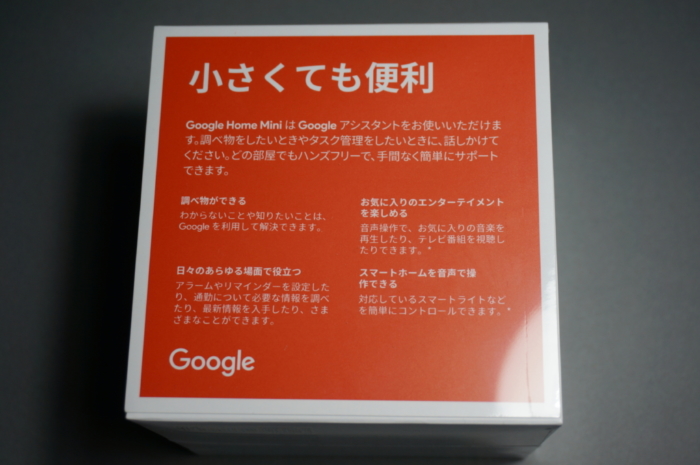 小さくても便利
Google Home Mini は Google アシスタントをお使いいただけま
す。調べ物をしたいときやタスク管理をしたいときに、話しかけて
ください。どの部屋でもハンズフリーで、手間なく簡単にサポート
できます。
調べ物ができる
わからないことや知りたいことは、
Google を利用して解決できます。
お気に入りのエンターテイメント
を楽しめる
音声操作で、お気に入りの音楽を
再生したり、テレビ番組を視聴し
たりできます。*
日々のあらゆる場面で役立つ
アラームやリマインダーを設定した
り、通勤について必要な情報を調べ
たり、最新情報を入手したり、さま
ざまなことができます。
スマートホームを音声で操
作できる
対応しているスマートライトなど
を簡単にコントロールできます。*
Google